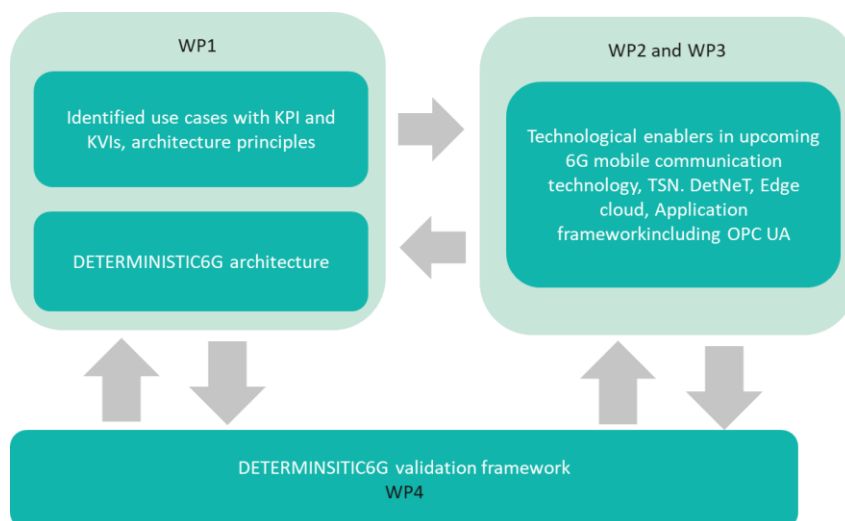 WP1
Identified use cases with KPI and
KVIs, architecture principles
DETERMINISTIC6G architecture
WP2 and WP3
Technological enablers in upcoming
6G mobile communication
technology, TSN. DetNeT, Edge
cloud, Application
frameworkincluding OPC UA
DETERMINSITIC6G validation framework
WP4